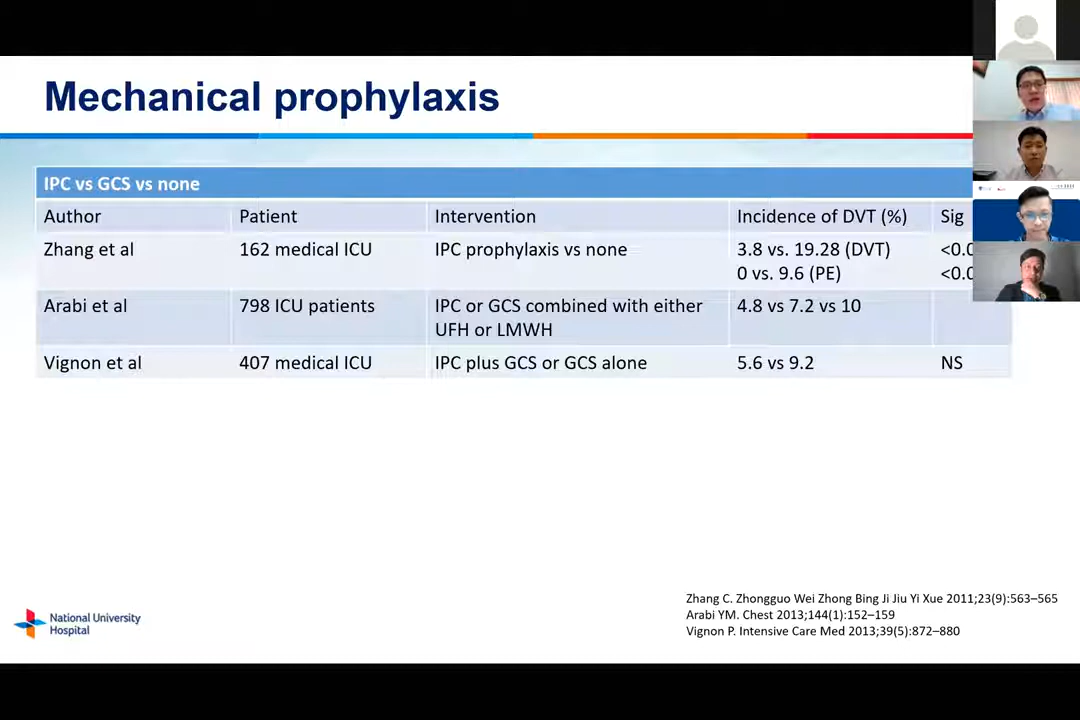 Mechanical prophylaxis
IPC vs GCS vs none
Author Patient Intervention Incidence of DVT (%) Sig
Zhang et al 162 medical ICU IPC prophylaxis vs none 3.8 vs. 19.28 (DVT) <0.0
0 vs. 9.6 (PE) <0.0
Arabi et al 798 ICU patients IPC or GCS combined with either 4.8 vs 7.2 vs 10
UFH or LMWH
Vignon et al 407 medical ICU IPC plus GCS or GCS alone 5.6 vs 9.2 NS
Zhang C. Zhongguo Wei Zhong Bing Ji Jiu Yi Xue 2011;23(9):563–565
Arabi YM. Chest 2013;144(1):152–159
Vignon P. Intensive Care Med 2013;39(5):872–880
National University
Hospital